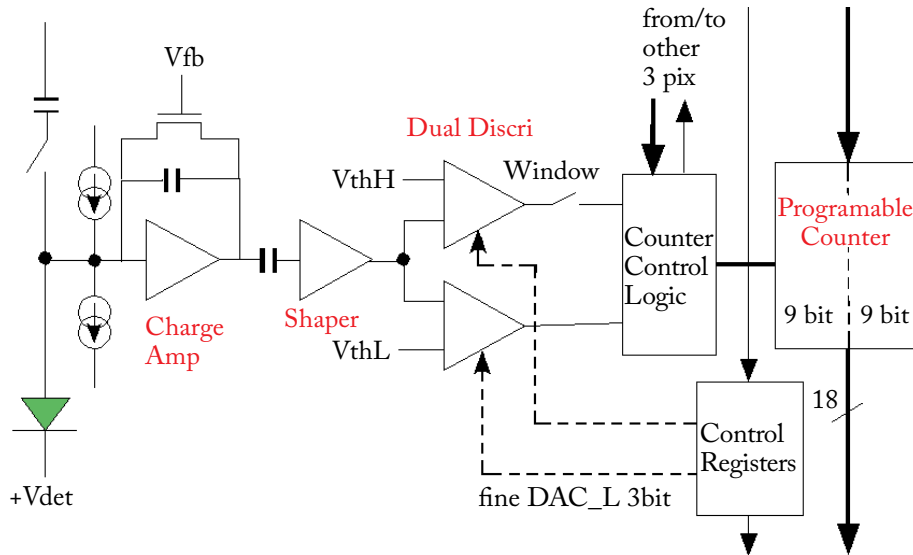 from/to
other
3 pix
Vfb
Dual Discri
VthH
Window
Programable
Counter
Counter
Control
Logic
9 bit
9 bit
Charge
Amp
Shaper
VthL
18
Control
Registers
+Vdet
fine DAC_L 3bit